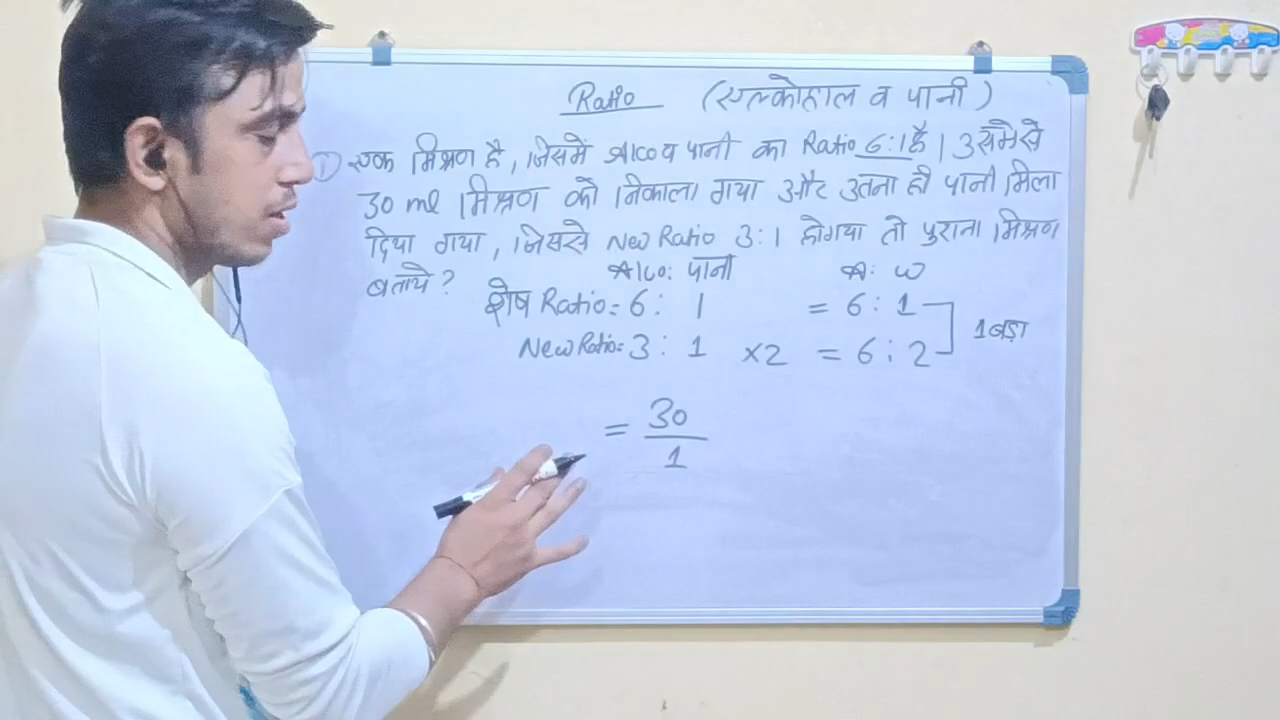 Ratio (एल्कोहाल व पानी)
① एक मिश्रण है, जिसमें Alco व पानी का Ratio 6:1 है। उसमें से
30 ml मिश्रण को निकाला गया और उतना ही पानी मिला
दिया गया, जिससे New Ratio 3:1 होगया तो पुराना मिश्रण
बताये?
Alco: पानी A: W
शेष Ratio = 6 : 1 = 6 : 1
New Ratio = 3 : 1 ×2 = 6 : 2
1 बड़ा
= 30
1